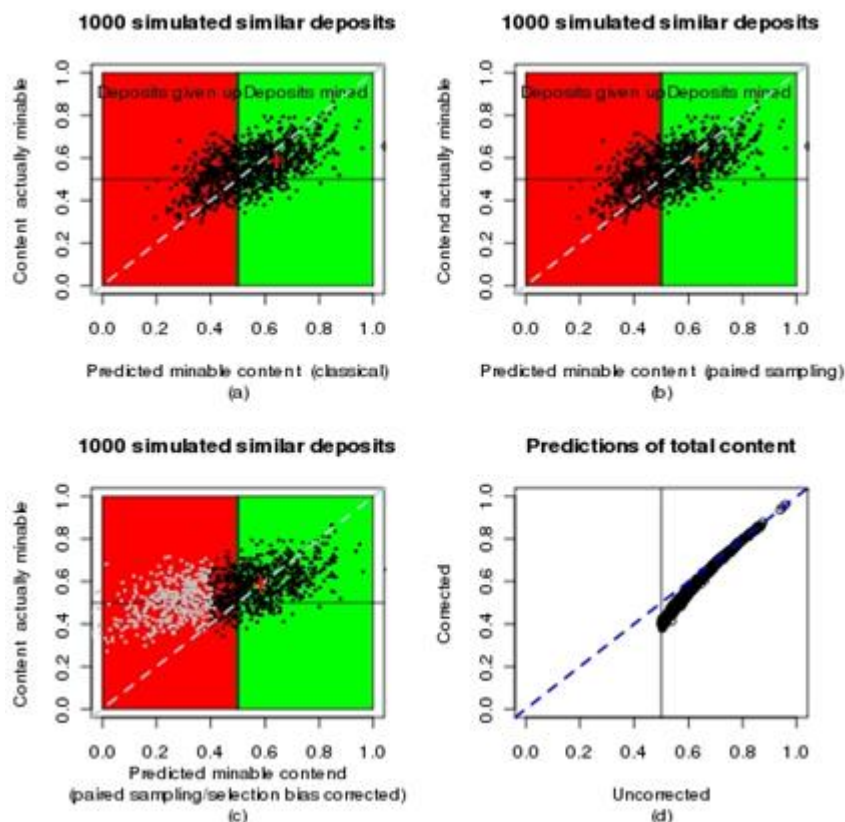 1000 simulated similar deposits
1000 simulated similar deposits
Content actually minable
0.0 0.2 0.4 0.6 0.8 1.0
Deposits given up
Deposits mined
0.0 0.2 0.4 0.6 0.8 1.0
Predicted minable content (classical)
(a)
Contend actually minable
0.0 0.2 0.4 0.6 0.8 1.0
Deposits given up
Deposits mined
0.0 0.2 0.4 0.6 0.8 1.0
Predicted minable content (paired sampling)
(b)
1000 simulated similar deposits
Predictions of total content
Content actually minable
0.0 0.2 0.4 0.6 0.8 1.0
0.0 0.2 0.4 0.6 0.8 1.0
Predicted minable contend
(paired sampling/selection bias corrected)
(c)
Corrected
0.0 0.2 0.4 0.6 0.8 1.0
0.0 0.2 0.4 0.6 0.8 1.0
Uncorrected
(d)